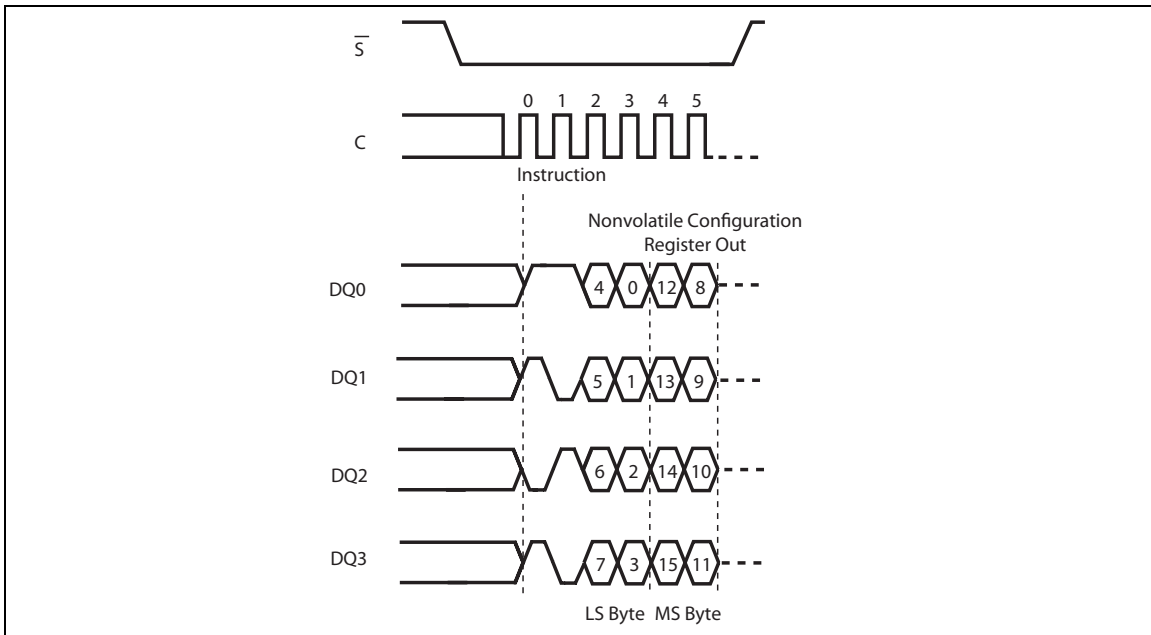 S
C
0 1 2 3 4 5
Instruction
Nonvolatile Configuration
Register Out
DQ0
4 0 12 8
DQ1
5 1 13 9
DQ2
6 2 14 10
DQ3
7 3 15 11
LS Byte MS Byte